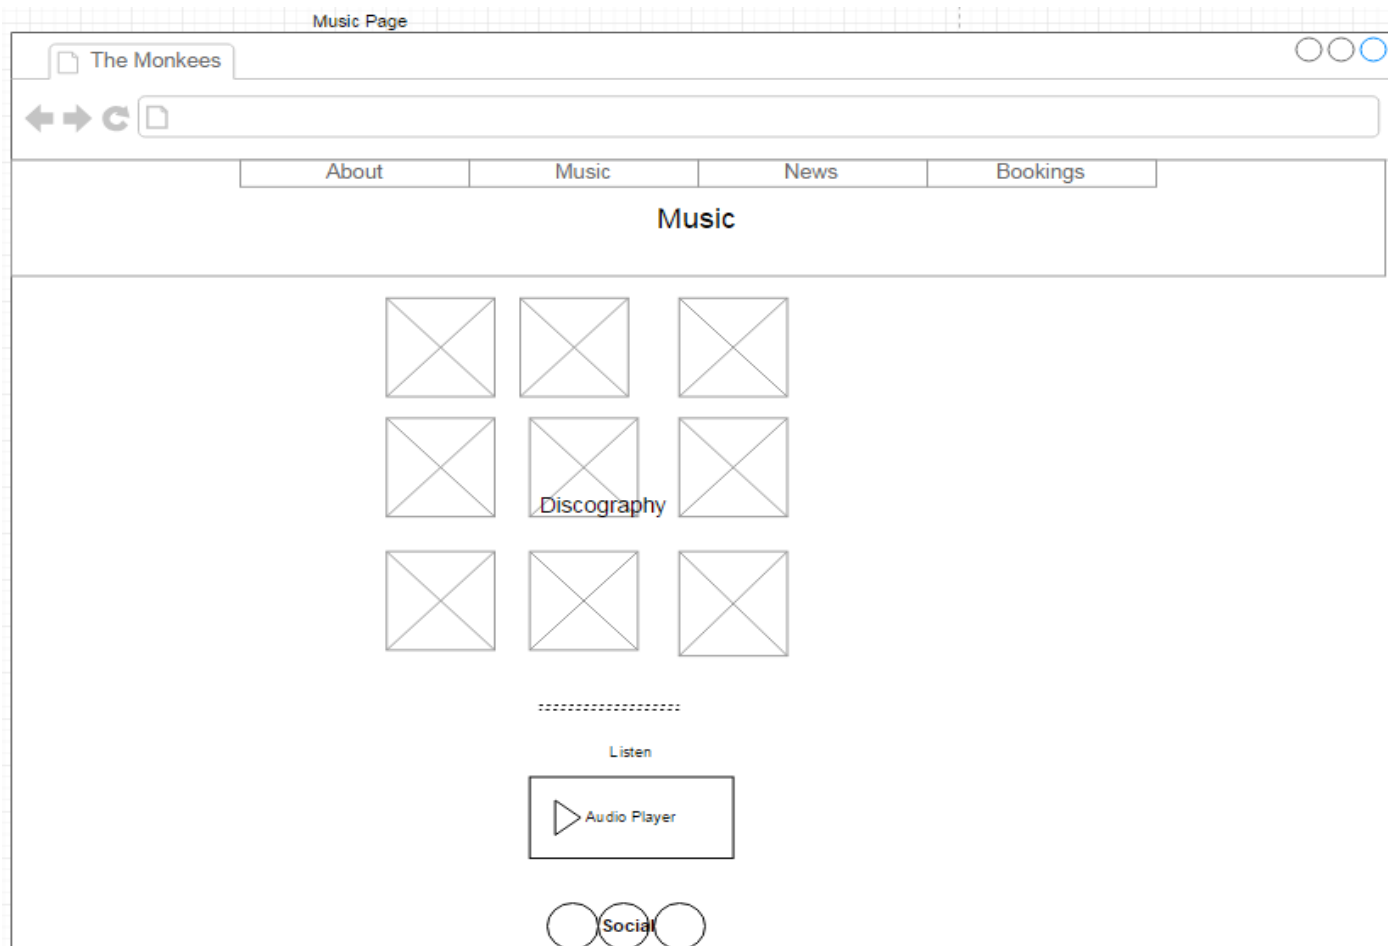 Music Page
The Monkees
About Music News Bookings
Music
Discography
Listen
Audio Player
Social